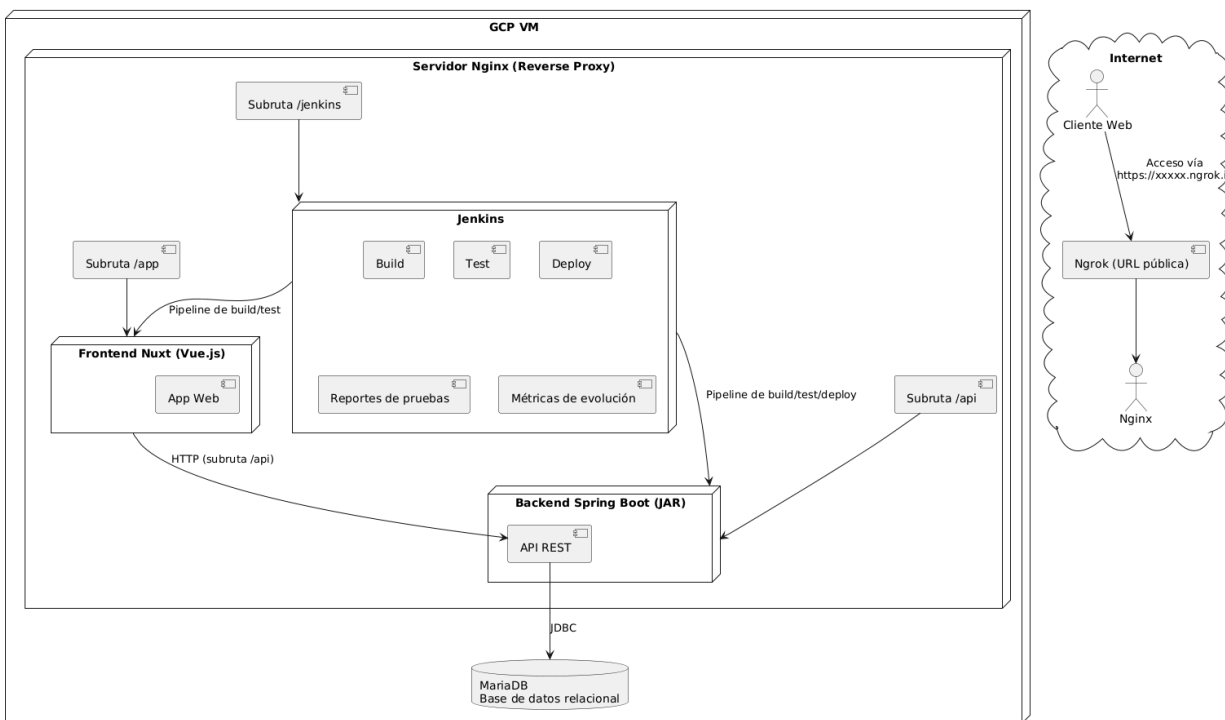 GCP VM
Servidor Nginx (Reverse Proxy)
Subruta /jenkins
Jenkins
Build
Test
Deploy
Subruta /app
Pipeline de build/test
Frontend Nuxt (Vue.js)
App Web
Reportes de pruebas
Métricas de evolución
Pipeline de build/test/deploy
Subruta /api
HTTP (subruta /api)
Backend Spring Boot (JAR)
API REST
JDBC
MariaDB
Base de datos relacional
Internet
Cliente Web
Acceso vía
https://xxxxx.ngrok.i
Ngrok (URL pública)
Nginx